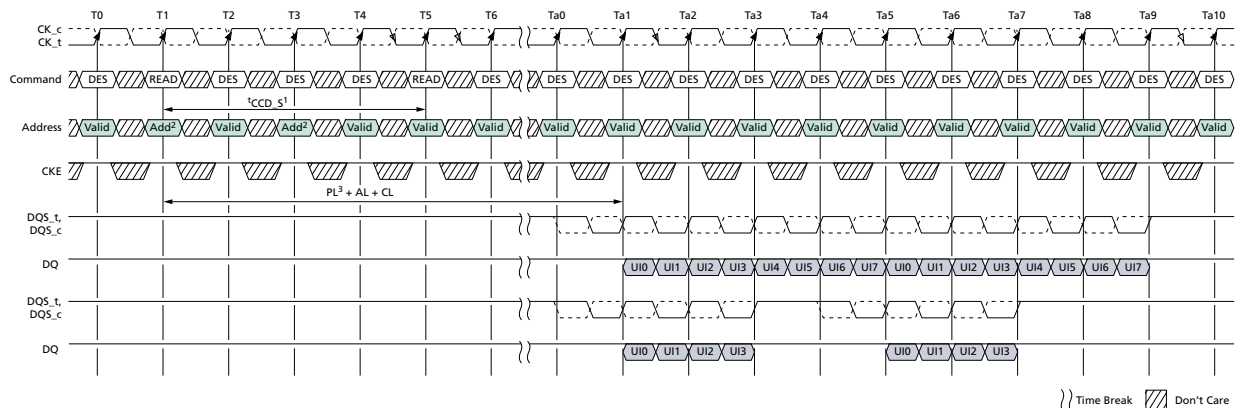 T0 T1 T2 T3 T4 T5 T6 Ta0 Ta1 Ta2 Ta3 Ta4 Ta5 Ta6 Ta7 Ta8 Ta9 Ta10
CK_c
CK_t
Command DES READ DES DES DES READ DES DES DES DES DES DES DES DES DES DES DES DES
tCCD_S1
Address Valid Add2 Valid Add2 Valid Valid Valid Valid Valid Valid Valid Valid Valid Valid Valid Valid Valid Valid
CKE
PL3 + AL + CL
DQS_t,
DQS_c
DQ UI0 UI1 UI2 UI3 UI4 UI5 UI6 UI7 UI0 UI1 UI2 UI3 UI4 UI5 UI6 UI7
DQS_t,
DQS_c
DQ UI0 UI1 UI2 UI3 UI0 UI1 UI2 UI3
Time Break Don't Care